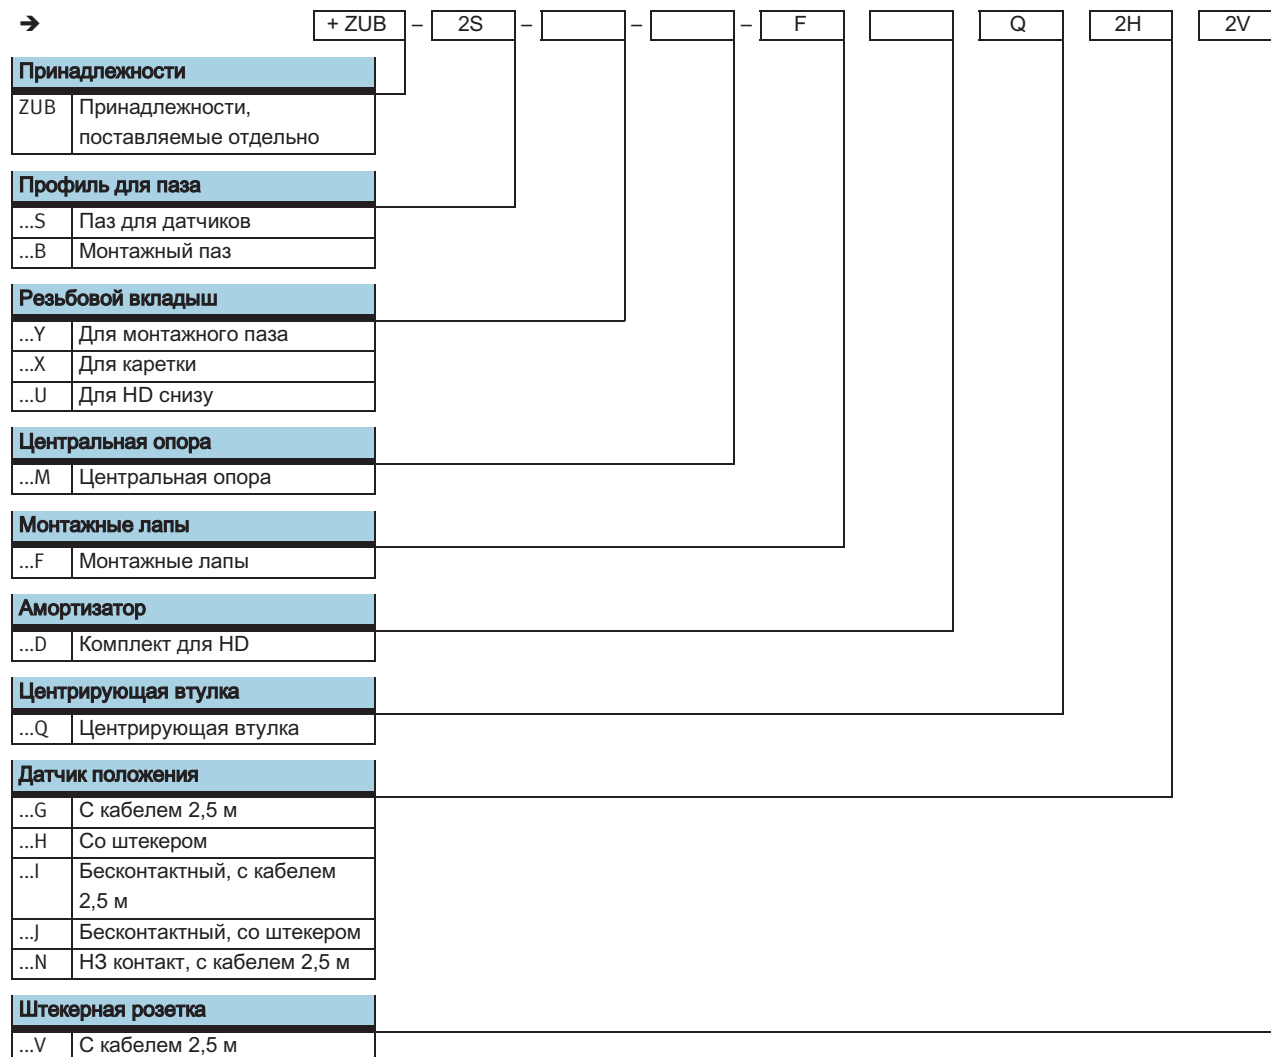 ➔ + ZUB – 2S – – – F Q 2H 2V
Принадлежности
ZUB Принадлежности,
поставляемые отдельно
Профиль для паза
...S Паз для датчиков
...B Монтажный паз
Резьбовой вкладыш
...Y Для монтажного паза
...X Для каретки
...U Для HD снизу
Центральная опора
...M Центральная опора
Монтажные лапы
...F Монтажные лапы
Амортизатор
...D Комплект для HD
Центрирующая втулка
...Q Центрирующая втулка
Датчик положения
...G С кабелем 2,5 м
...H Со штекером
...I Бесконтактный, с кабелем
2,5 м
...J Бесконтактный, со штекером
...N НЗ контакт, с кабелем 2,5 м
Штекерная розетка
...V С кабелем 2,5 м